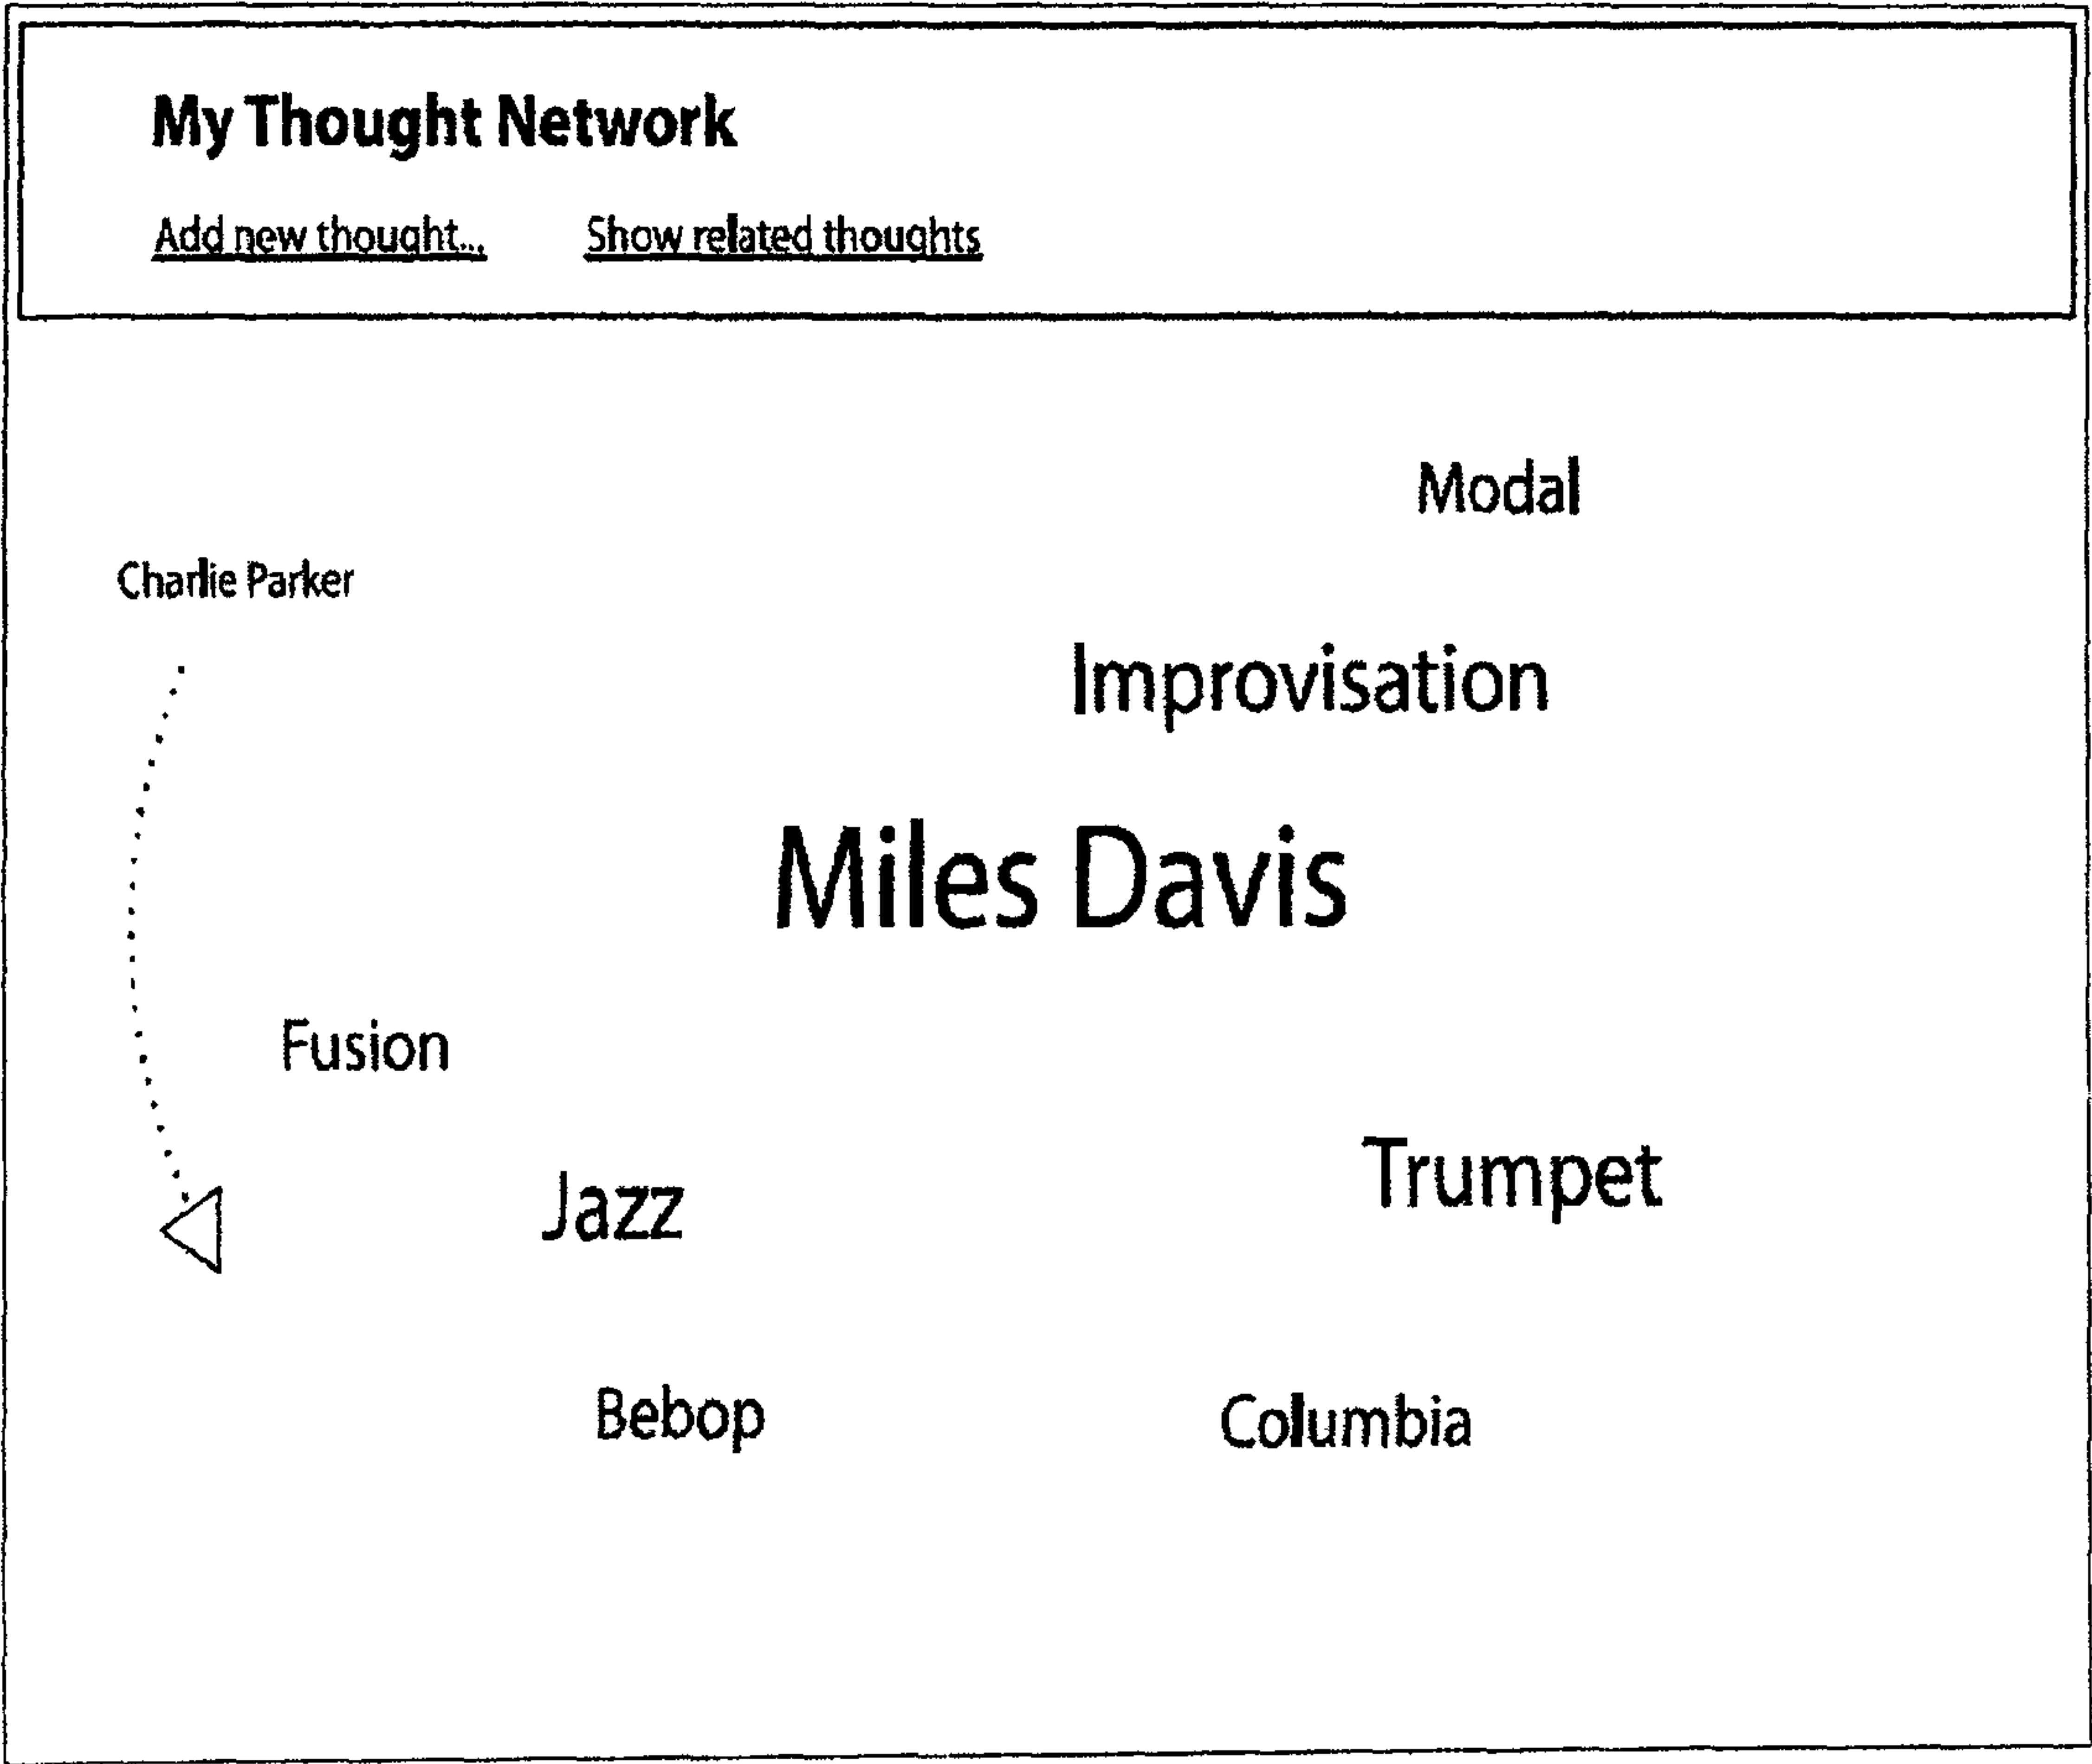 My Thought Network
Add new thought... Show related thoughts
Modal
Charlie Parker
Improvisation
Miles Davis
Fusion
Trumpet
Jazz
Bebop
Columbia